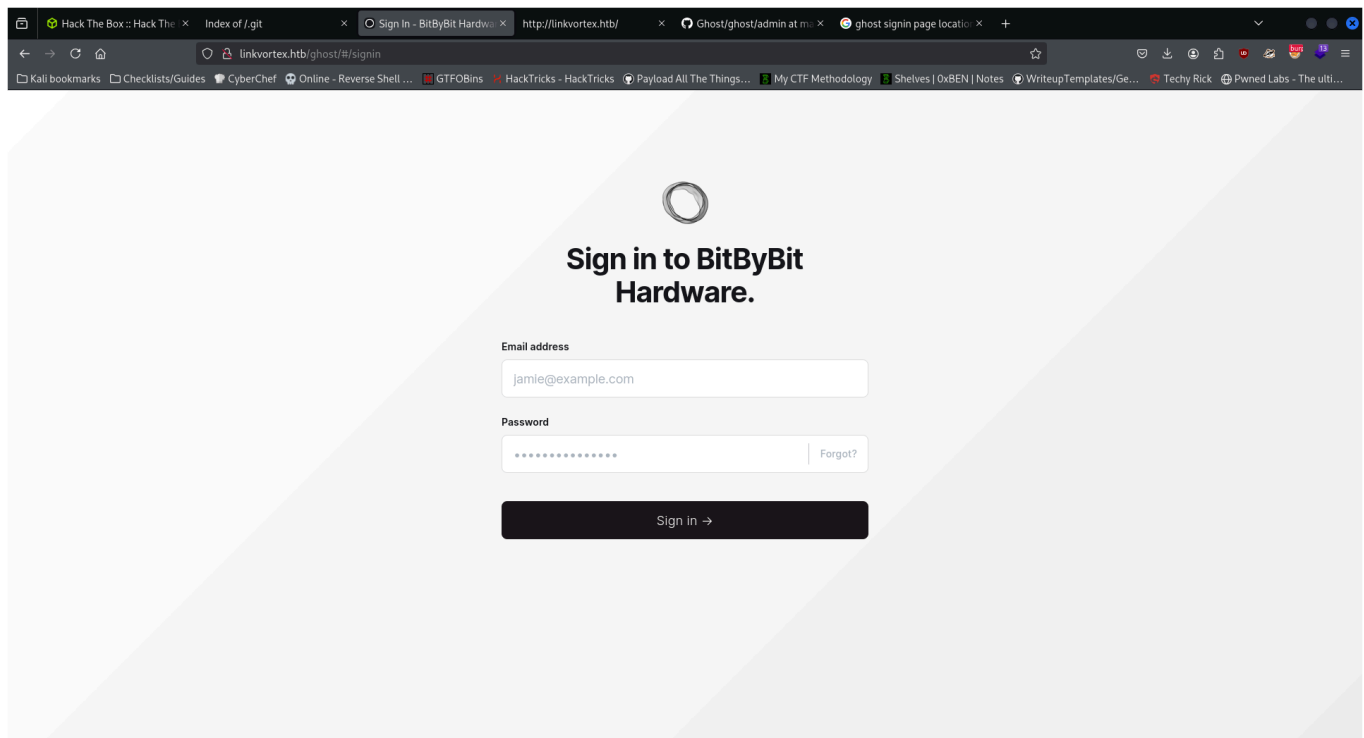 Hack The Box :: Hack The
Index of /.git
Sign In - BitByBit Hardwa
http://linkvortex.htb/
Ghost/ghost/admin at ma
ghost signin page locatio
linkvortex.htb/ghost/#/signin
Kali bookmarks
Checklists/Guides
CyberChef
Online - Reverse Shell ...
GTFOBins
HackTricks - HackTricks
Payload All The Things...
My CTF Methodology
Shelves | 0xBEN | Notes
WriteupTemplates/Ge...
Techy Rick
Pwned Labs - The ulti...
Sign in to BitByBit
Hardware.
Email address
jamie@example.com
Password
Forgot?
Sign in →